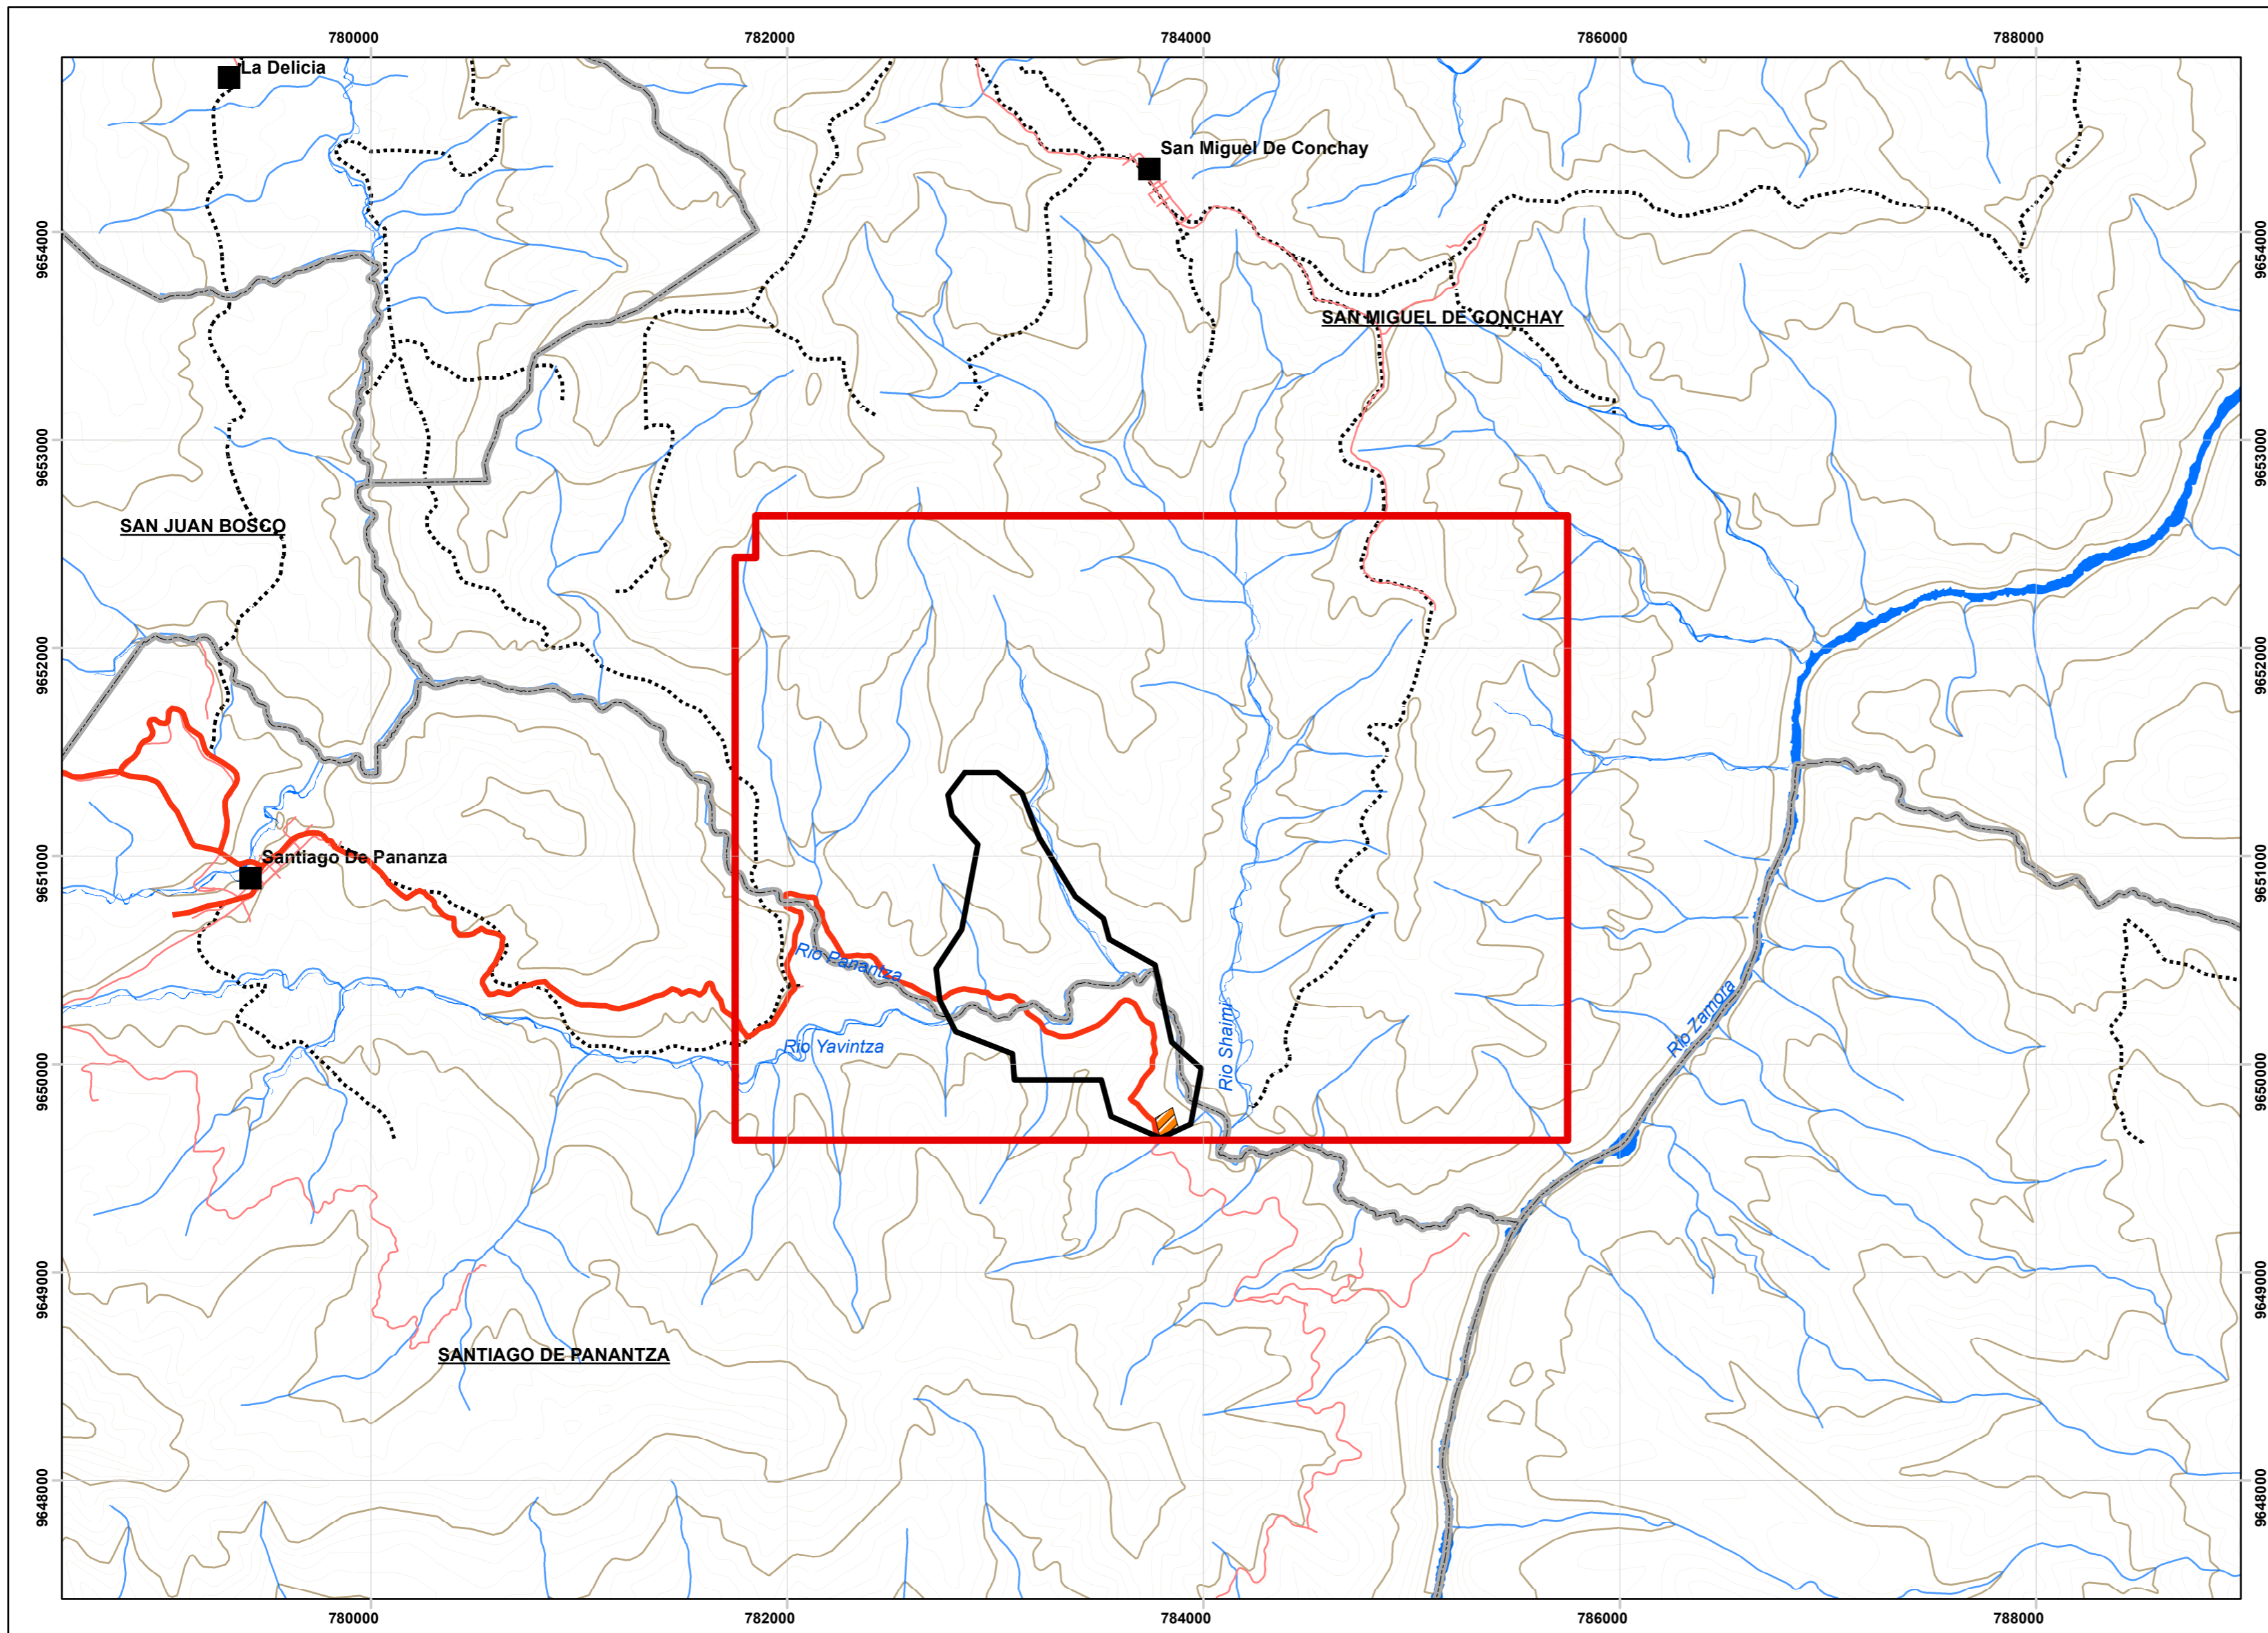 780000 782000 784000 786000 788000
La Delicia
San Miguel De Conchay
9654000 9654000
SAN MIGUEL DE CONCHAY
9653000 9653000
SAN JUAN BOSCO
9652000 9652000
Santiago De Pananza
9651000 9651000
Rio Panantza
Rio Yavintza
Rio Shaimi
Rio Zamora
9650000 9650000
9649000 9649000
SANTIAGO DE PANANTZA
9648000 9648000
780000 782000 784000 786000 788000